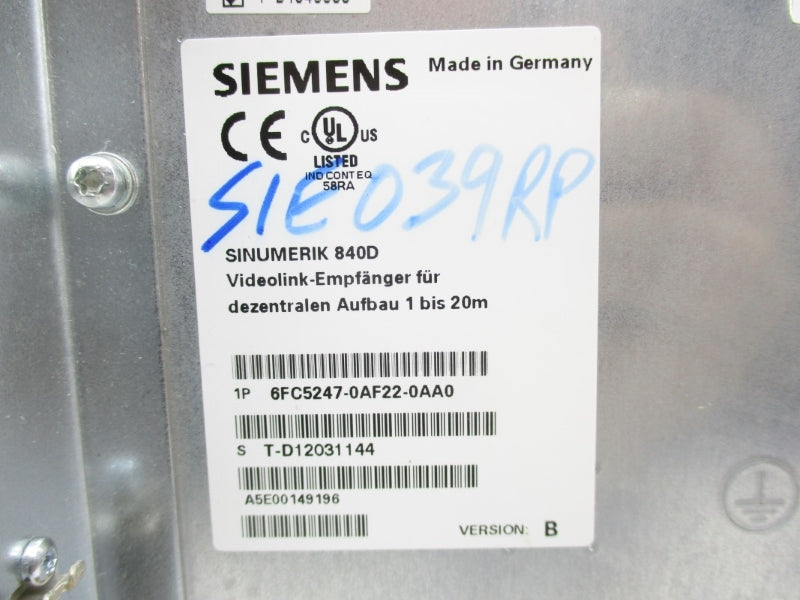 SIEMENS Made in Germany
CE C UL US
LISTED
IND CONT EQ.
58RA
SIE039RP
SINUMERIK 840D
Videolink-Empfänger für
dezentralen Aufbau 1 bis 20m
1P 6FC5247-0AF22-0AA0
S T-D12031144
A5E00149196
VERSION: B